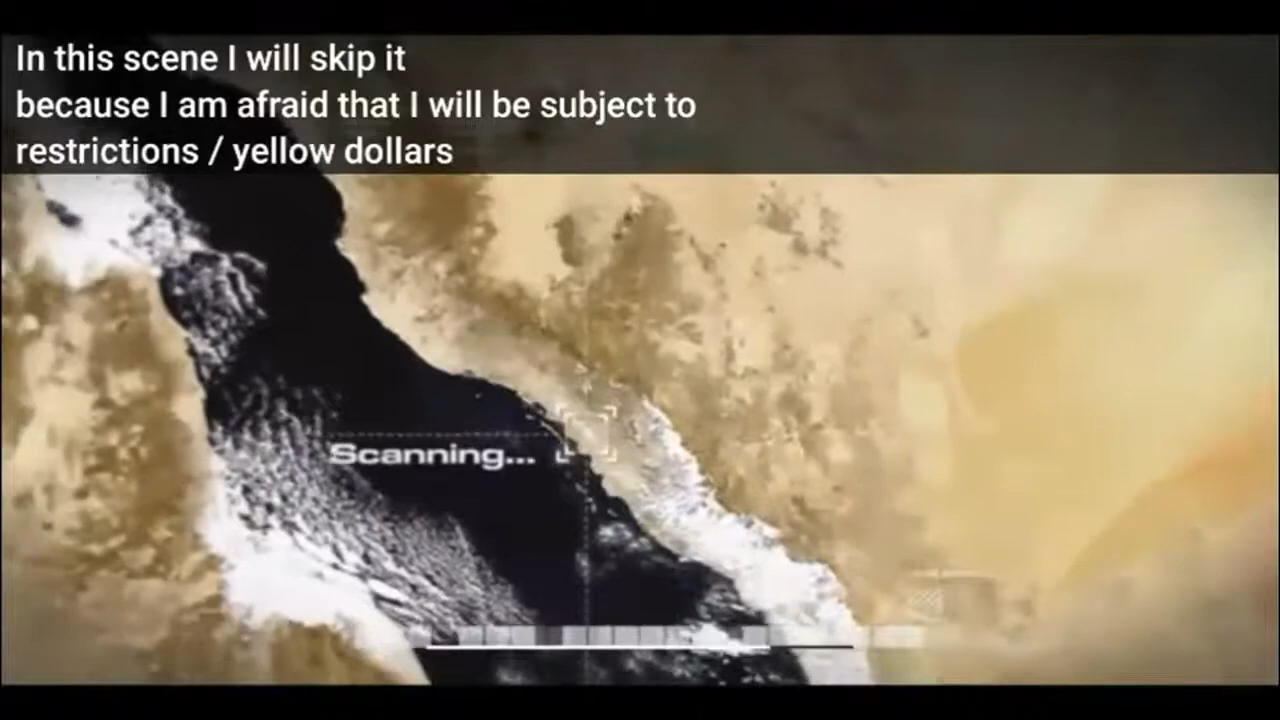 In this scene I will skip it
because I am afraid that I will be subject to
restrictions / yellow dollars
Scanning...